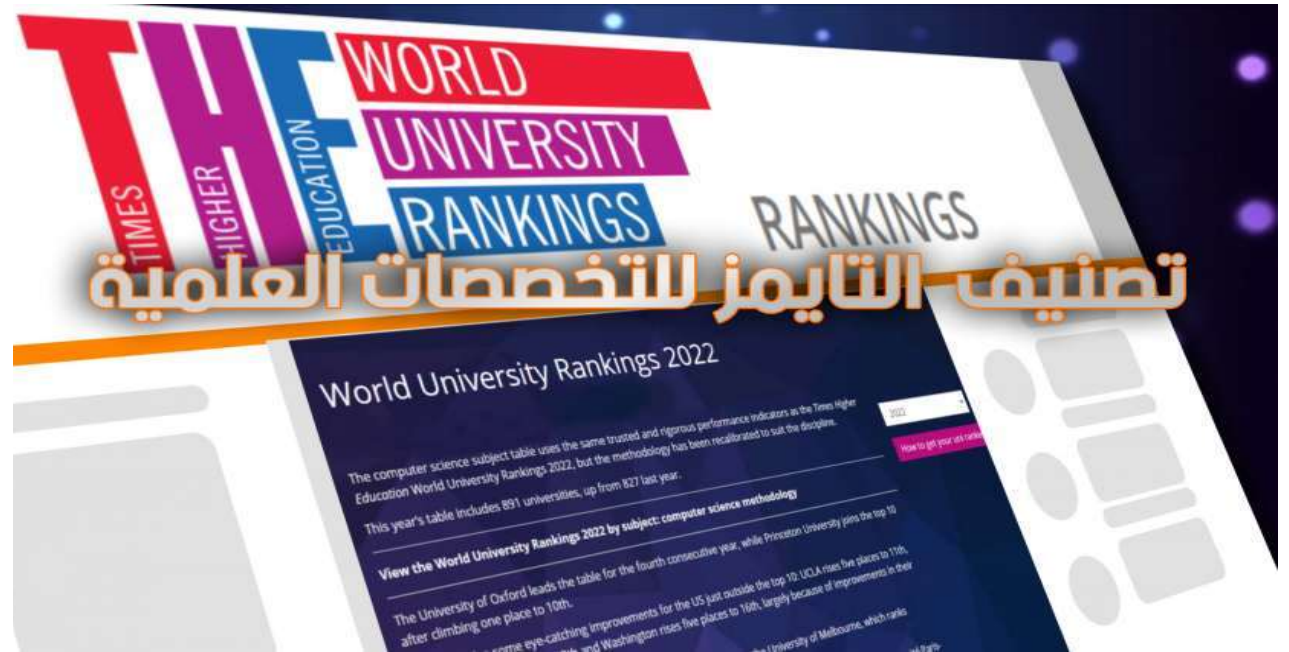 TIMES
HIGHER
EDUCATION
WORLD
UNIVERSITY
RANKINGS
RANKINGS
تصنيف التايمز للتخصصات العلمية
World University Rankings 2022
2022
How to get your uni ranke
The computer science subject table uses the same trusted and rigorous performance indicators as the Times Higher
Education World University Rankings 2022, but the methodology has been recalibrated to suit the discipline.
This year's table includes 891 universities, up from 827 last year.
View the World University Rankings 2022 by subject: computer science methodology
The University of Oxford leads the table for the fourth consecutive year, while Princeton University joins the top 10
after climbing one place to 10th.
some eye-catching improvements for the US just outside the top 10: UCLA rises five places to 11th,
and Washington rises five places to 16th, largely because of improvements in their
the University of Melbourne, which ranks
Paris-